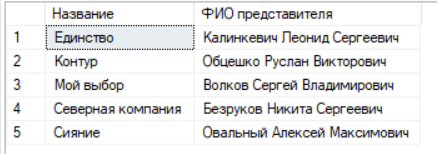 Название ФИО представителя
1 Единство Калинкевич Леонид Сергеевич
2 Контур Обцешко Руслан Викторович
3 Мой выбор Волков Сергей Владимирович
4 Северная компания Безруков Никита Сергеевич
5 Сияние Овальный Алексей Максимович